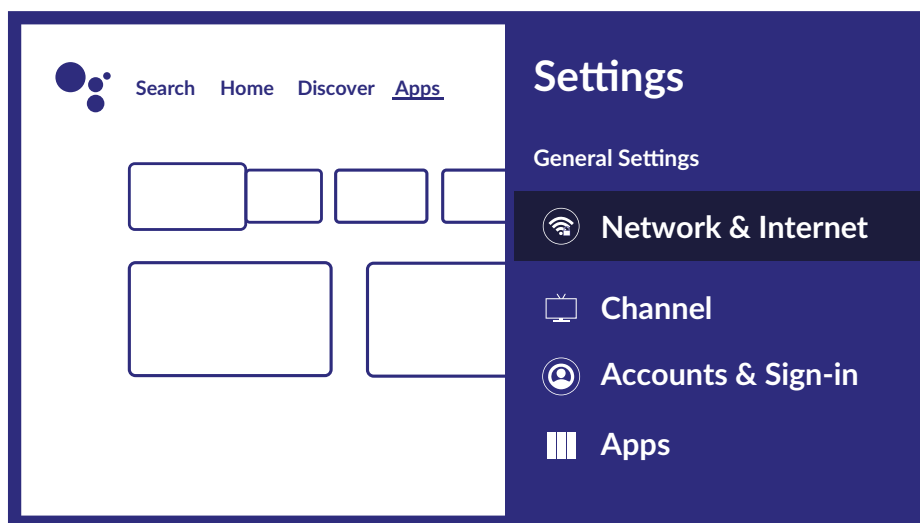 Search Home Discover Apps
Settings
General Settings
Network & Internet
Channel
Accounts & Sign-in
Apps